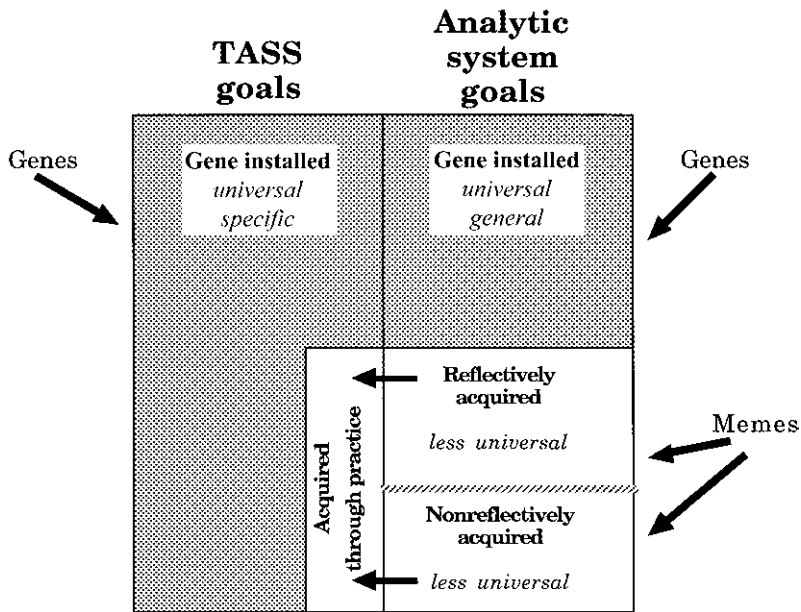 TASS
goals
Analytic
system
goals
Genes
Gene installed
universal
specific
Gene installed
universal
general
Genes
Acquired
through practice
Reflectively
acquired
less universal
Memes
Nonreflectively
acquired
less universal